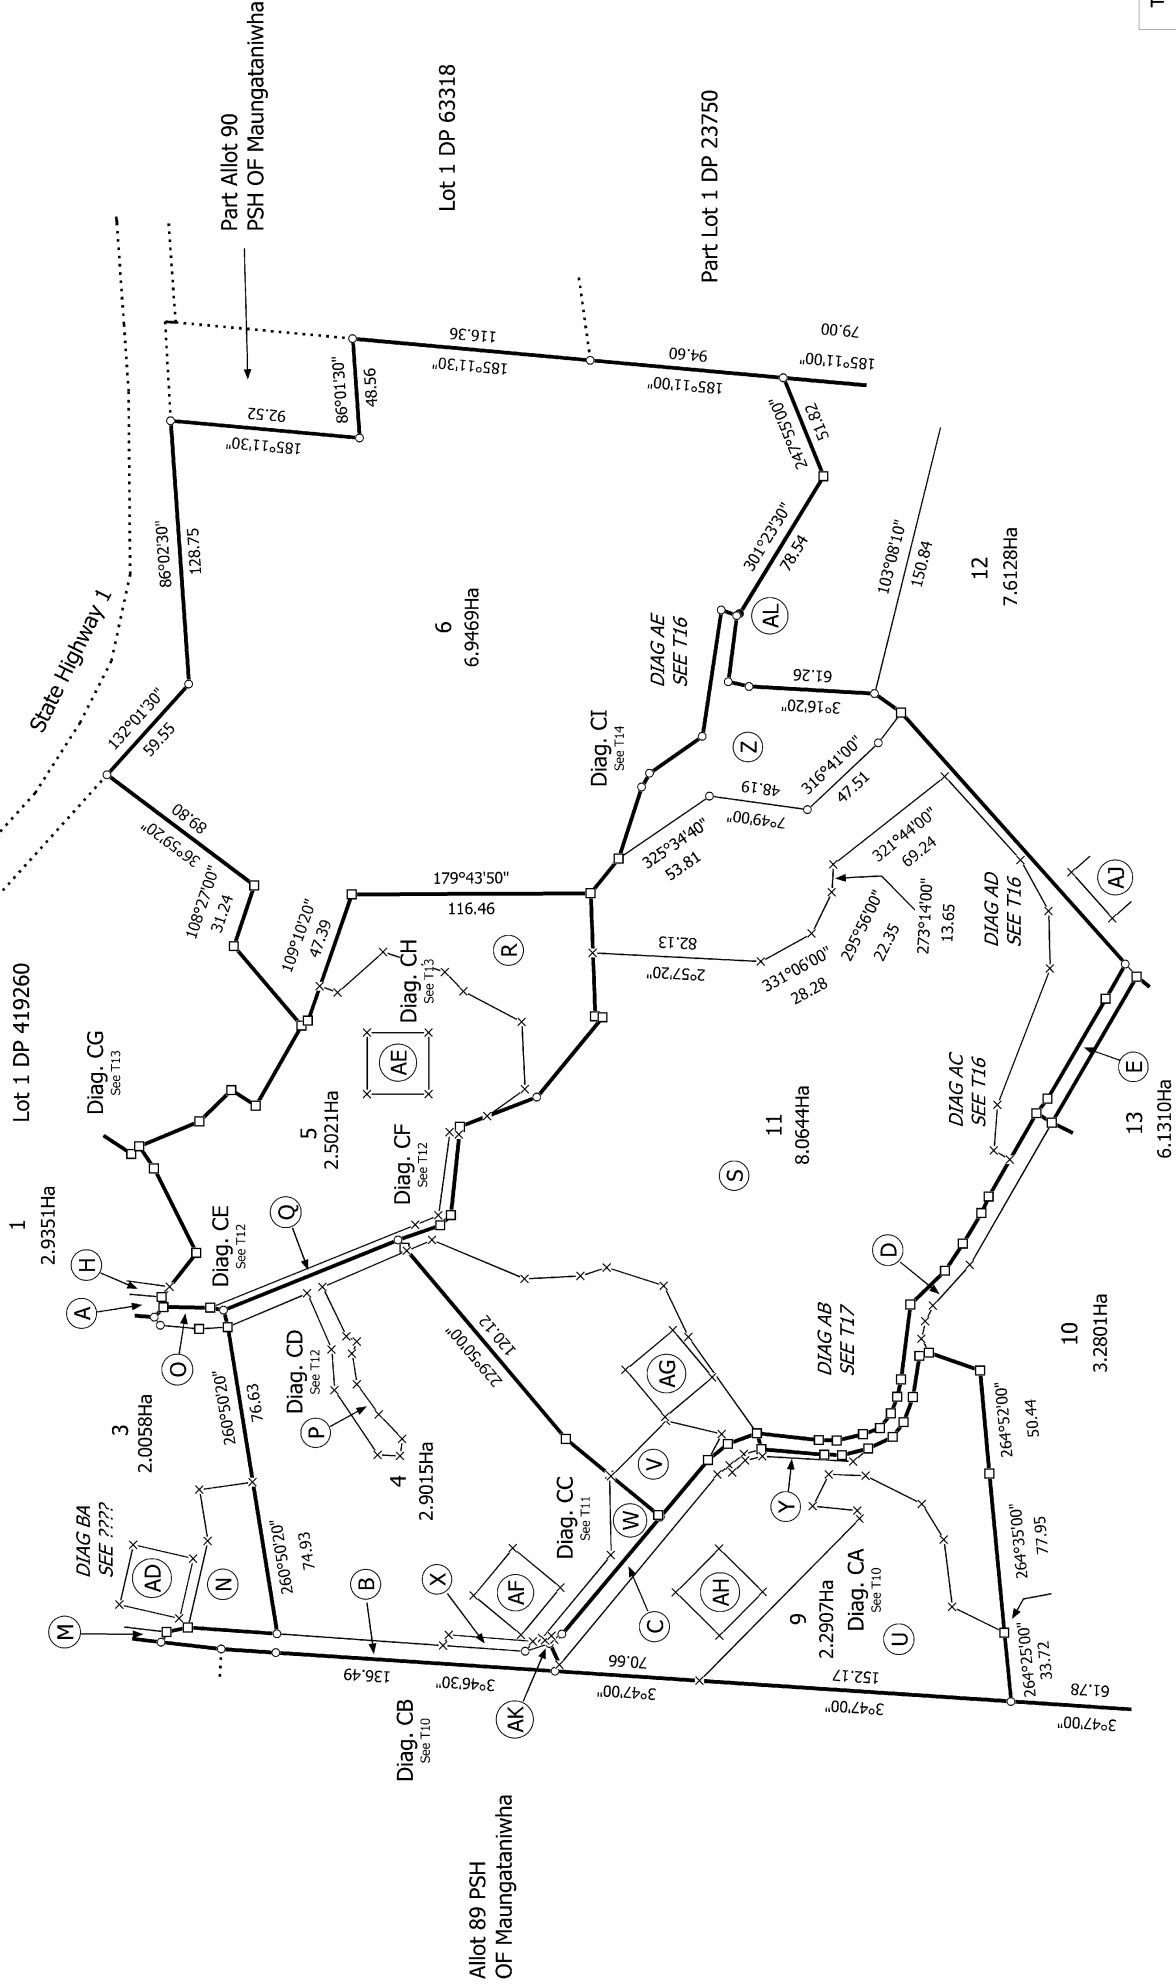 State Highway 1
Part Allot 90
PSH OF Maungataniwha
Lot 1 DP 63318
Part Lot 1 DP 23750
Lot 1 DP 419260
Allot 89 PSH
OF Maungataniwha
132°01'30"
59.55
86°02'30"
128.75
185°11'30"
92.52
86°01'30"
48.56
185°11'30"
116.36
185°11'00"
94.60
185°11'00"
79.00
247°55'00"
51.82
301°23'30"
78.54
103°08'10"
150.84
3°16'20"
61.26
36°59'20"
89.80
108°27'00"
31.24
109°10'20"
47.39
179°43'50"
116.46
6
6.9469Ha
DIAG AE
SEE T16
AL
12
7.6128Ha
Z
Diag. CI
See T14
325°34'40"
53.81
7°49'00"
48.19
316°41'00"
47.51
321°44'00"
69.24
273°14'00"
13.65
295°56'00"
22.35
331°06'00"
28.28
2°57'20"
82.13
DIAG AD
SEE T16
AJ
R
Diag. CH
See T13
AE
Diag. CG
See T13
5
2.5021Ha
1
2.9351Ha
H
A
O
Diag. CE
See T12
Q
Diag. CF
See T12
11
8.0644Ha
S
DIAG AC
SEE T16
E
13
6.1310Ha
D
10
3.2801Ha
DIAG AB
SEE T17
3
2.0058Ha
260°50'20"
76.63
Diag. CD
See T12
P
4
2.9015Ha
229°50'00"
120.12
AG
V
W
Diag. CC
See T11
Y
264°52'00"
50.44
264°35'00"
77.95
264°25'00"
33.72
DIAG BA
SEE ????
AD
N
M
260°50'20"
74.93
B
X
AF
AH
C
9
2.2907Ha
Diag. CA
See T10
U
136.49
3°46'30"
Diag. CB
See T10
AK
70.66
3°47'00"
152.17
3°47'00"
61.78
3°47'00"
T